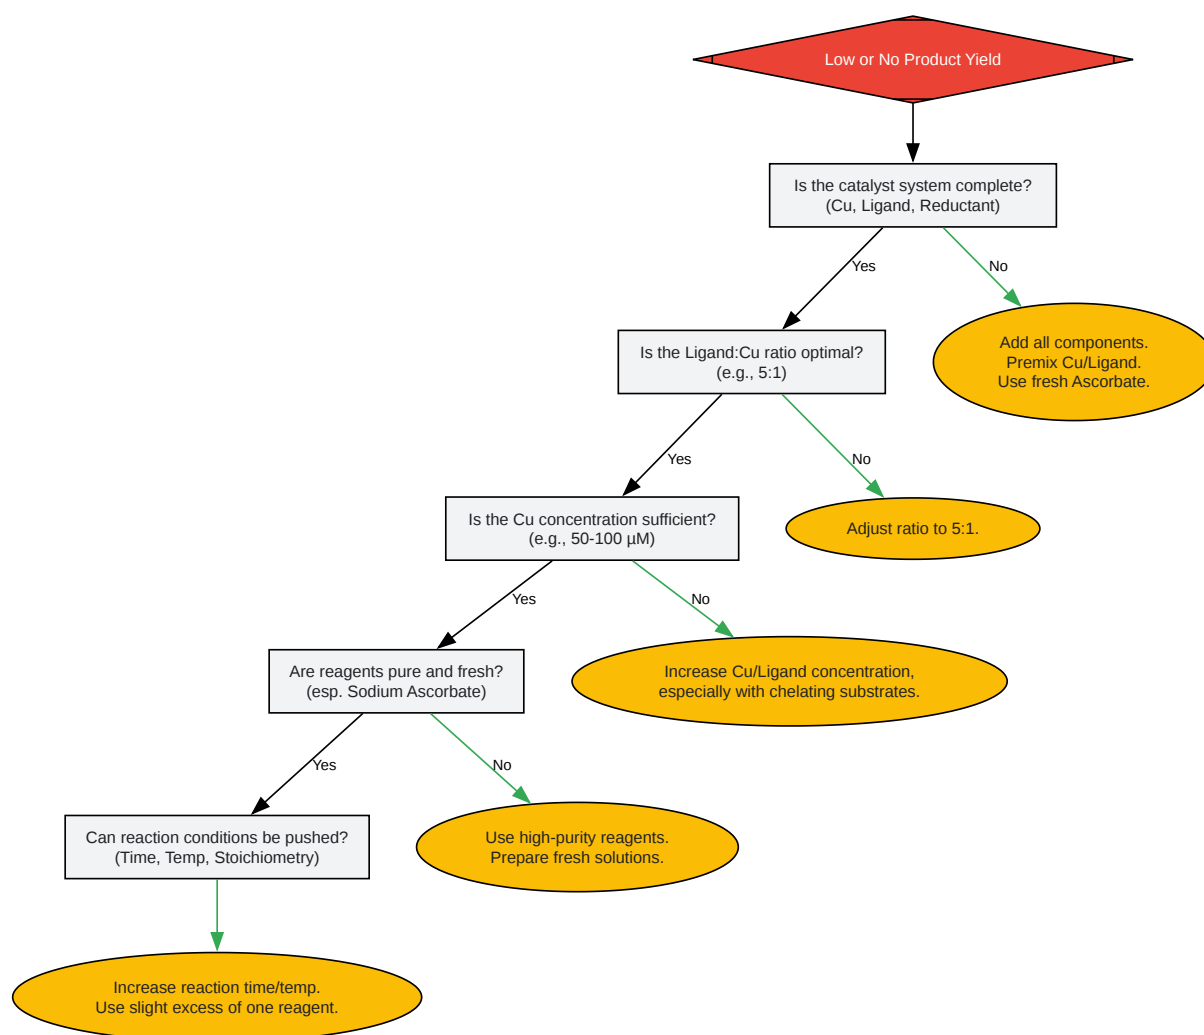 Low or No Product Yield
Is the catalyst system complete?
(Cu, Ligand, Reductant)
Yes
No
Add all components.
Premix Cu/Ligand.
Use fresh Ascorbate.
Is the Ligand:Cu ratio optimal?
(e.g., 5:1)
Yes
No
Adjust ratio to 5:1.
Is the Cu concentration sufficient?
(e.g., 50-100 µM)
Yes
No
Increase Cu/Ligand concentration,
especially with chelating substrates.
Are reagents pure and fresh?
(esp. Sodium Ascorbate)
Yes
No
Use high-purity reagents.
Prepare fresh solutions.
Can reaction conditions be pushed?
(Time, Temp, Stoichiometry)
Increase reaction time/temp.
Use slight excess of one reagent.